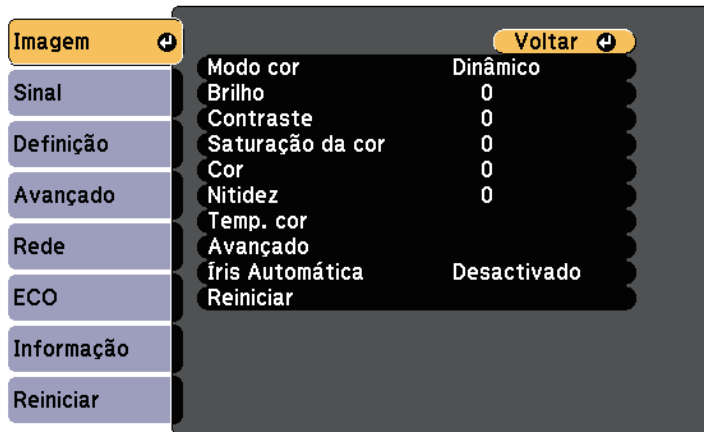 Imagem
Sinal
Definição
Avançado
Rede
ECO
Informação
Reiniciar
Voltar
Modo cor Dinâmico
Brilho 0
Contraste 0
Saturação da cor 0
Cor 0
Nitidez 0
Temp. cor
Avançado
Íris Automática Desactivado
Reiniciar